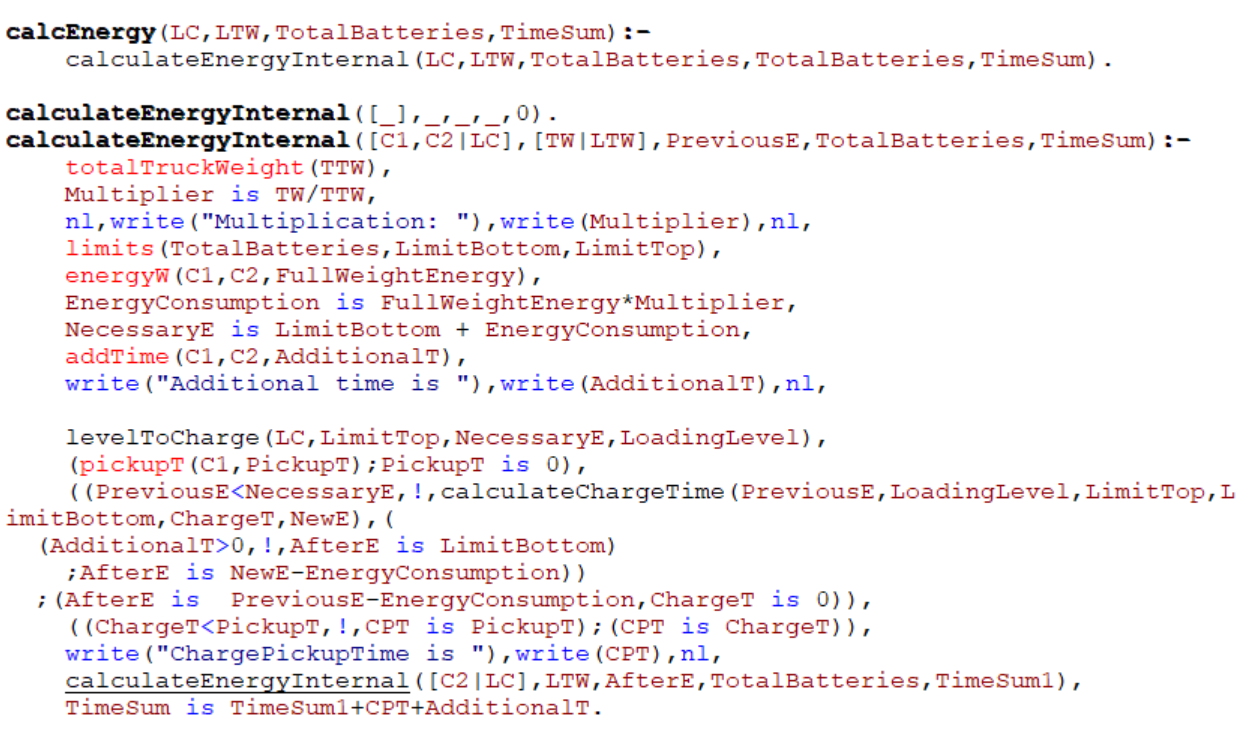 calcEnergy(LC,LTW,TotalBatteries,TimeSum):-
    calculateEnergyInternal(LC,LTW,TotalBatteries,TotalBatteries,TimeSum).

calculateEnergyInternal([_],_,_,_,0).
calculateEnergyInternal([C1,C2|LC],[TW|LTW],PreviousE,TotalBatteries,TimeSum):-
    totalTruckWeight(TTW),
    Multiplier is TW/TTW,
    nl,write("Multiplication: "),write(Multiplier),nl,
    limits(TotalBatteries,LimitBottom,LimitTop),
    energyW(C1,C2,FullWeightEnergy),
    EnergyConsumption is FullWeightEnergy*Multiplier,
    NecessaryE is LimitBottom + EnergyConsumption,
    addTime(C1,C2,AdditionalT),
    write("Additional time is "),write(AdditionalT),nl,

    levelToCharge(LC,LimitTop,NecessaryE,LoadingLevel),
    (pickupT(C1,PickupT);PickupT is 0),
    ((PreviousE<NecessaryE,!,calculateChargeTime(PreviousE,LoadingLevel,LimitTop,L
imitBottom,ChargeT,NewE),(
  (AdditionalT>0,!,AfterE is LimitBottom)
    ;AfterE is NewE-EnergyConsumption))
  ;(AfterE is  PreviousE-EnergyConsumption,ChargeT is 0)),
    ((ChargeT<PickupT,!,CPT is PickupT);(CPT is ChargeT)),
    write("ChargePickupTime is "),write(CPT),nl,
    calculateEnergyInternal([C2|LC],LTW,AfterE,TotalBatteries,TimeSum1),
    TimeSum is TimeSum1+CPT+AdditionalT.